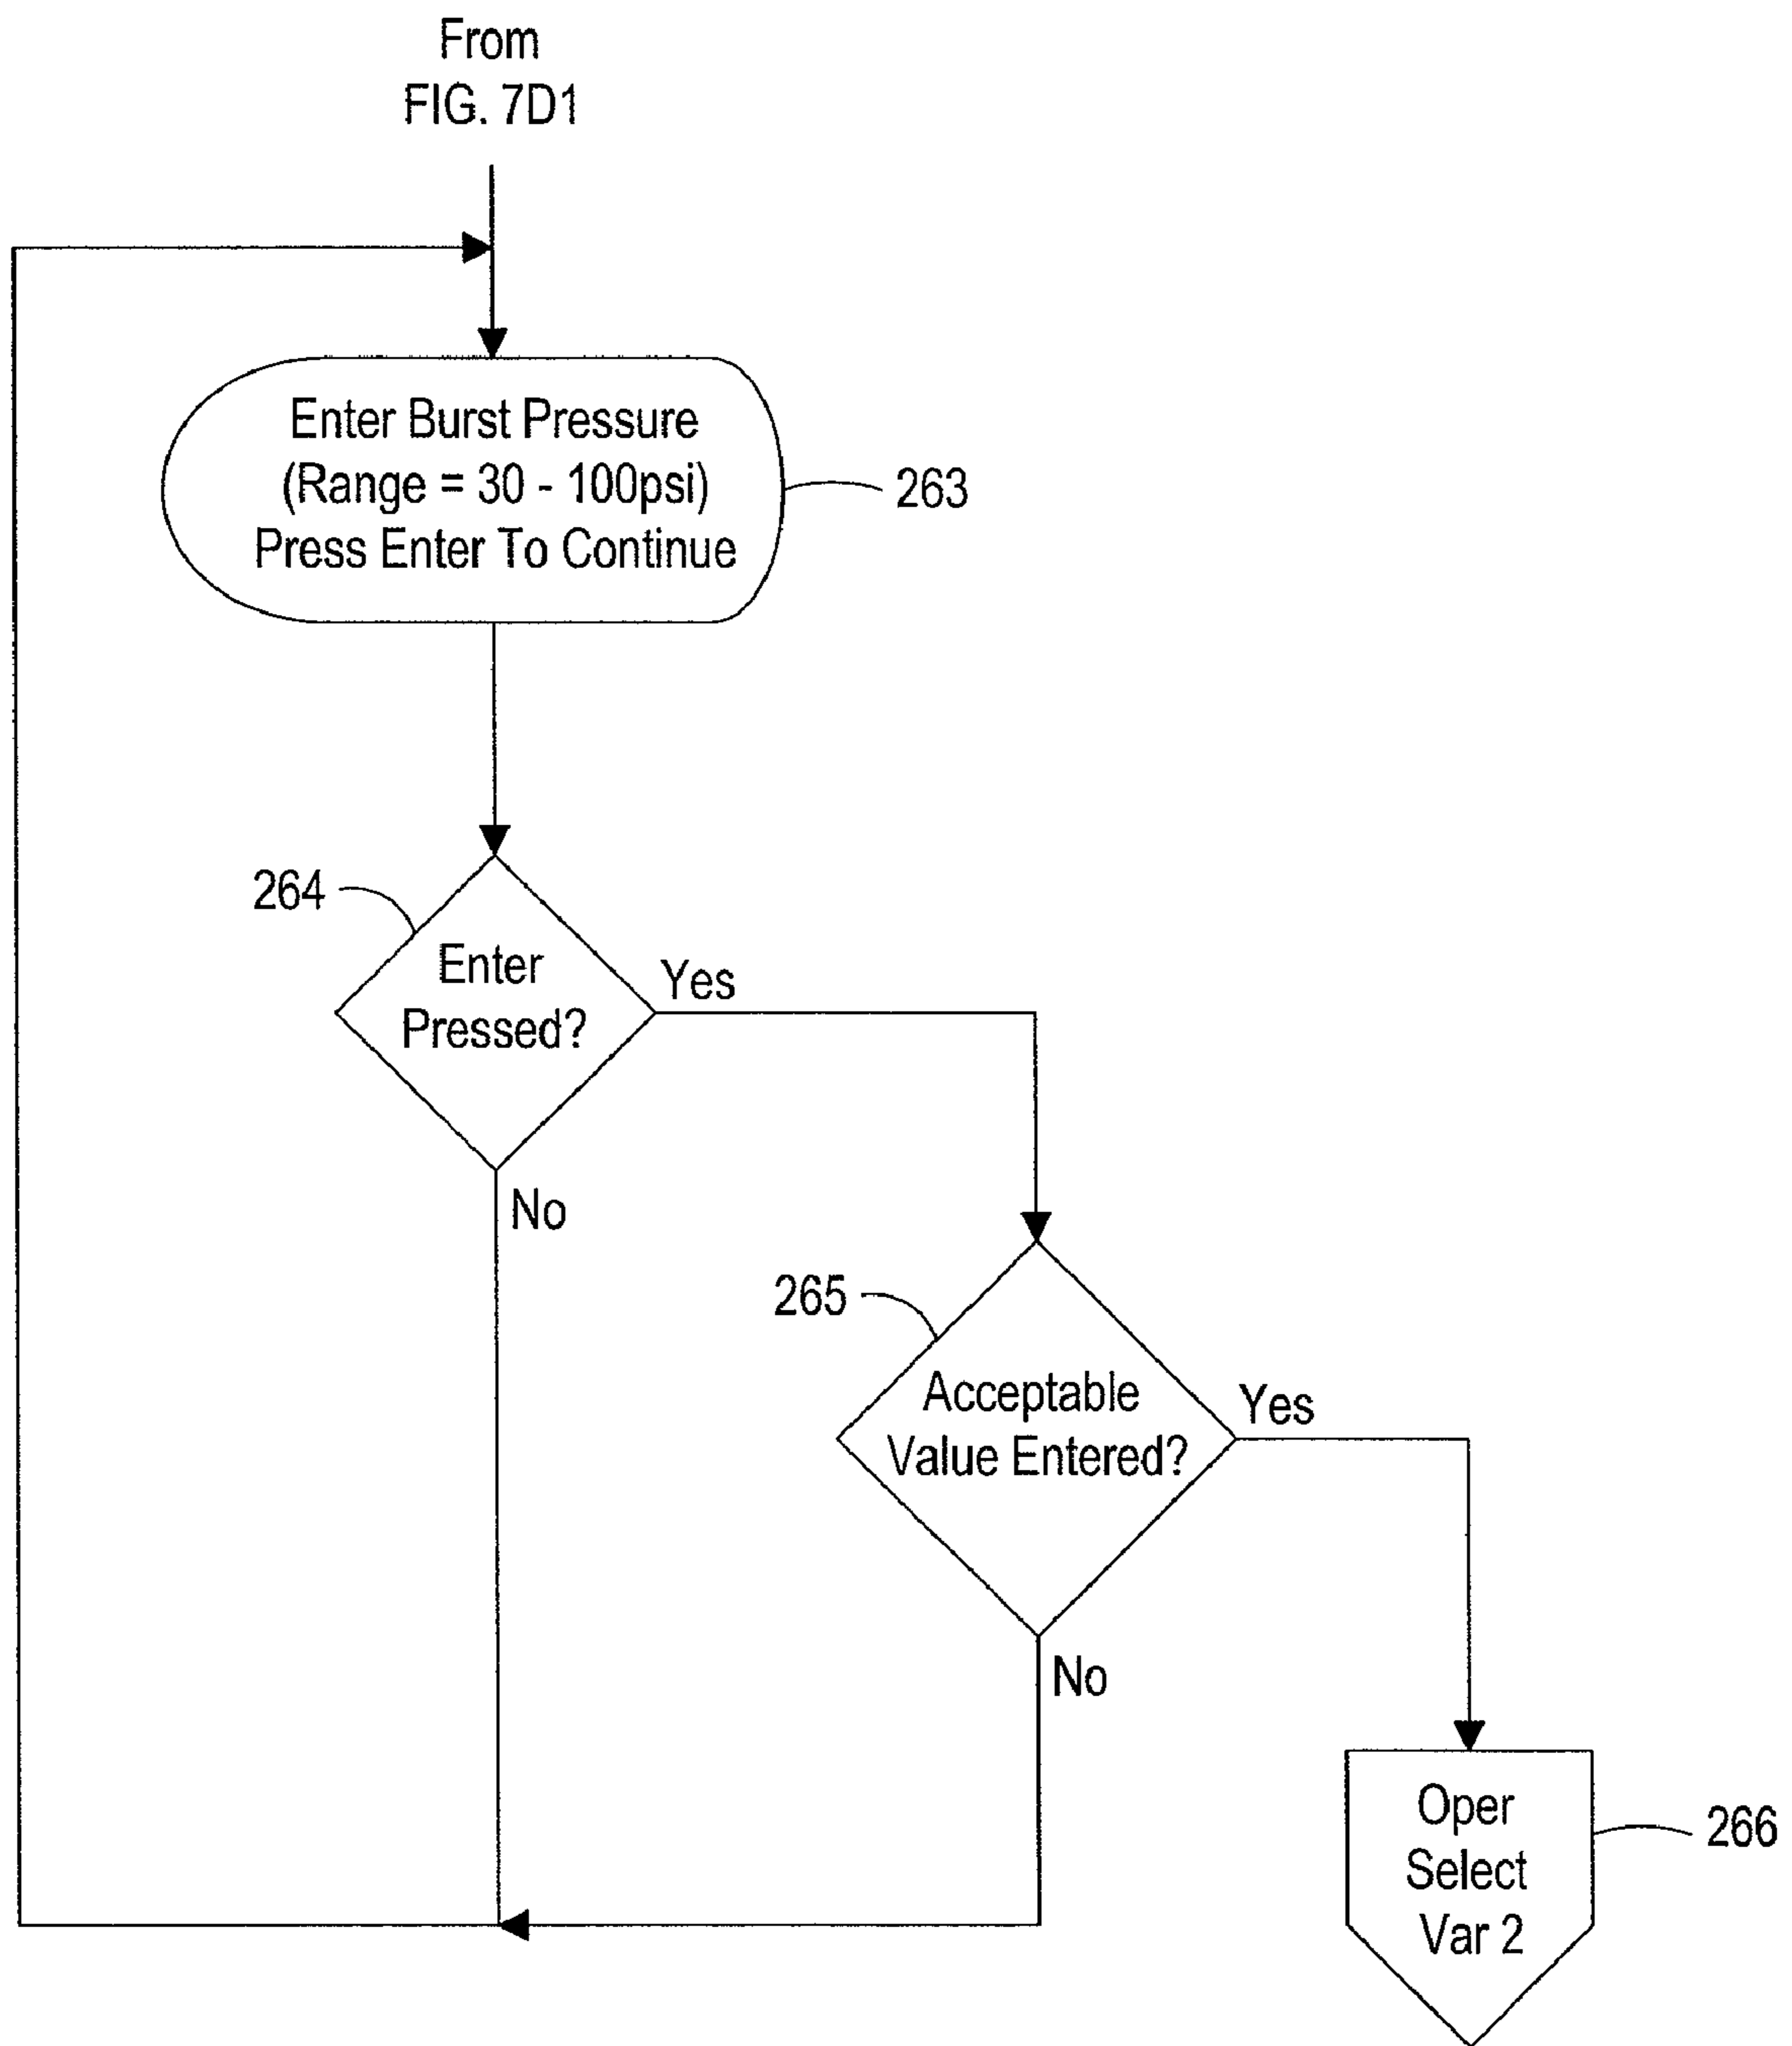 From
FIG. 7D1
Enter Burst Pressure
(Range = 30 - 100psi)
Press Enter To Continue
263
264
Enter
Pressed?
Yes
No
265
Acceptable
Value Entered?
Yes
No
Oper
Select
Var 2
266